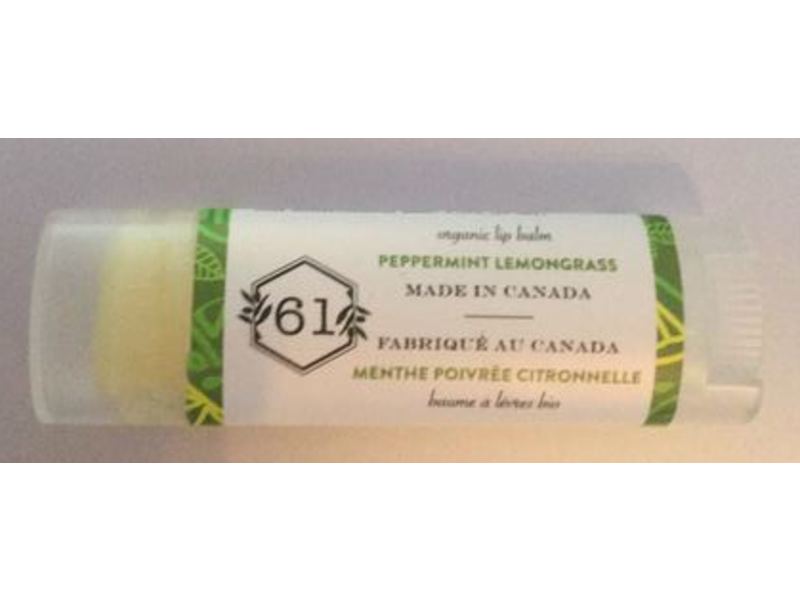 61
organic lip balm
PEPPERMINT LEMONGRASS
MADE IN CANADA
FABRIQUÉ AU CANADA
MENTHE POIVRÉE CITRONNELLE
baume à lèvres bio